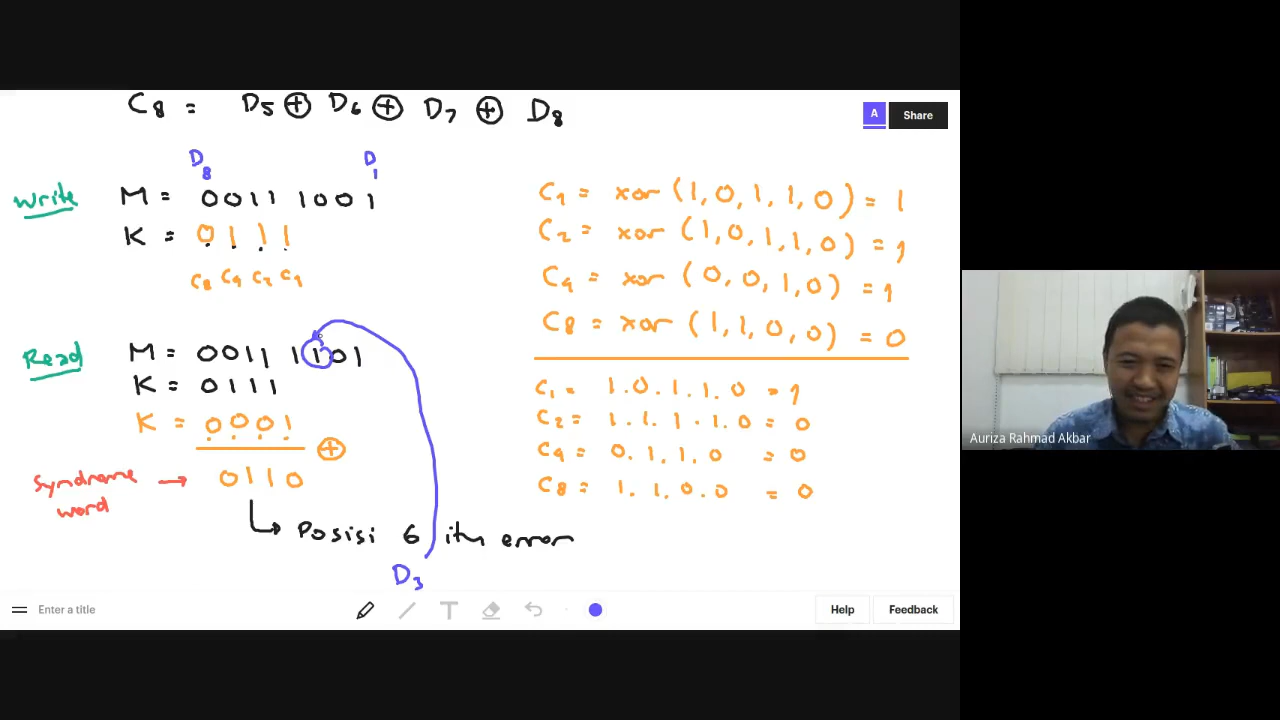 C8 = D5 ⊕ D6 ⊕ D7 ⊕ D8
A Share
D8 D1
Write M = 0011 1001
K = 0111
C8 C4 C2 C1
C1 = xor (1,0,1,1,0) = 1
C2 = xor (1,0,1,1,0) = 1
C4 = xor (0,0,1,0) = 1
C8 = xor (1,1,0,0) = 0
Read M = 0011 1101
K = 0111
K = 0001
⊕
Syndrome word → 0110
↳ Posisi 6 itu error
D3
C1 = 1.0.1.1.0 = 1
C2 = 1.1.1.1.0 = 0
C4 = 0.1.1.0 = 0
C8 = 1.1.0.0 = 0
Auriza Rahmad Akbar
Enter a title
T
Help
Feedback